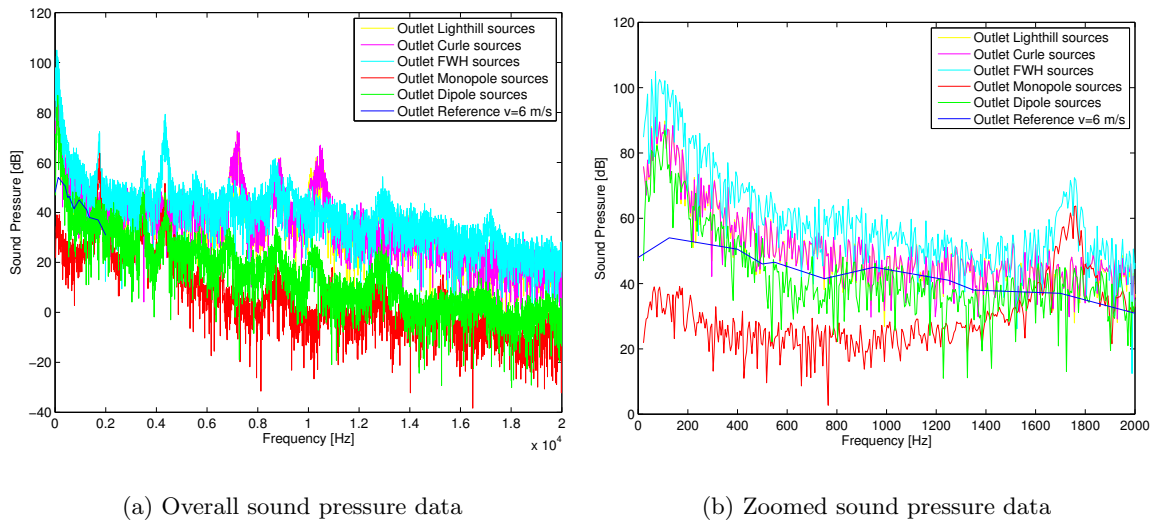 120
100
80
60
40
20
0
−20
−40
Sound Pressure [dB]
0
0.2
0.4
0.6
0.8
1
1.2
1.4
1.6
1.8
2
x 10⁴
Frequency [Hz]
Outlet Lighthill sources
Outlet Curle sources
Outlet FWH sources
Outlet Monopole sources
Outlet Dipole sources
Outlet Reference v=6 m/s
(a) Overall sound pressure data
120
100
80
60
40
20
0
Sound Pressure [dB]
0
200
400
600
800
1000
1200
1400
1600
1800
2000
Frequency [Hz]
Outlet Lighthill sources
Outlet Curle sources
Outlet FWH sources
Outlet Monopole sources
Outlet Dipole sources
Outlet Reference v=6 m/s
(b) Zoomed sound pressure data